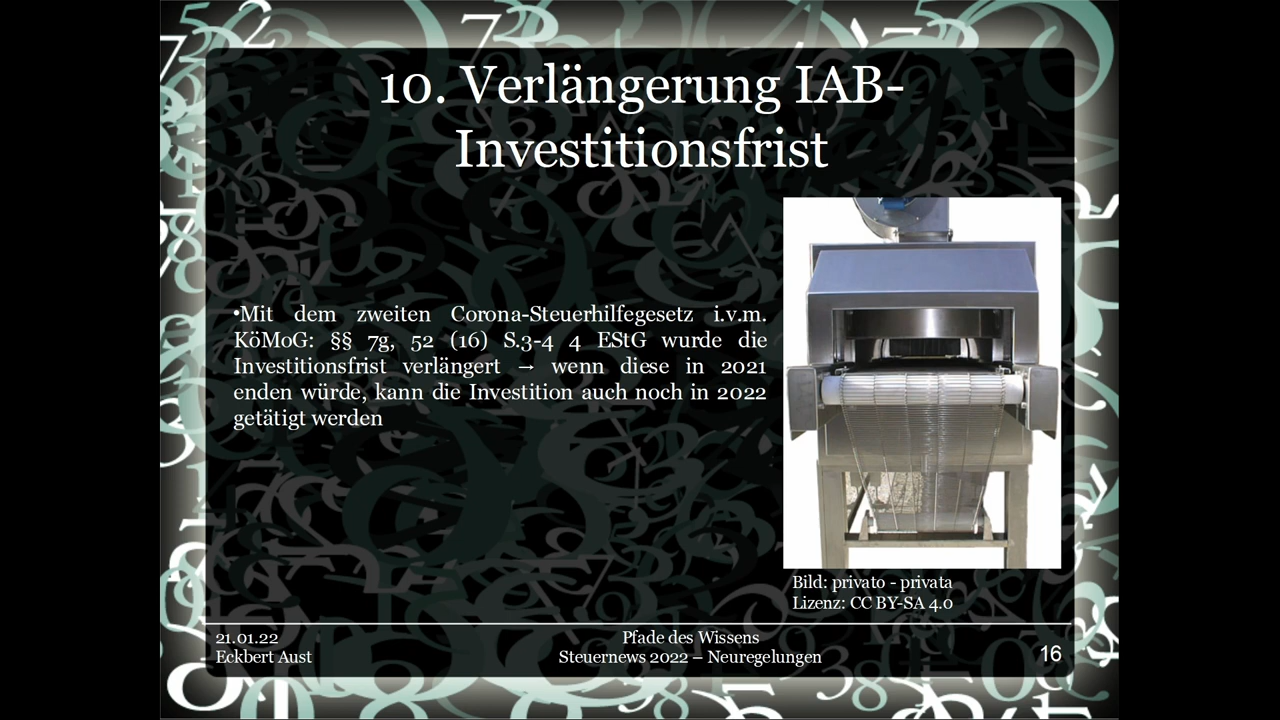 10. Verlängerung IAB-
Investitionsfrist
•Mit dem zweiten Corona-Steuerhilfegesetz i.v.m.
KöMoG: §§ 7g, 52 (16) S.3-4 4 EStG wurde die
Investitionsfrist verlängert → wenn diese in 2021
enden würde, kann die Investition auch noch in 2022
getätigt werden
Bild: privato - privata
Lizenz: CC BY-SA 4.0
21.01.22
Eckbert Aust
Pfade des Wissens
Steuernews 2022 – Neuregelungen
16